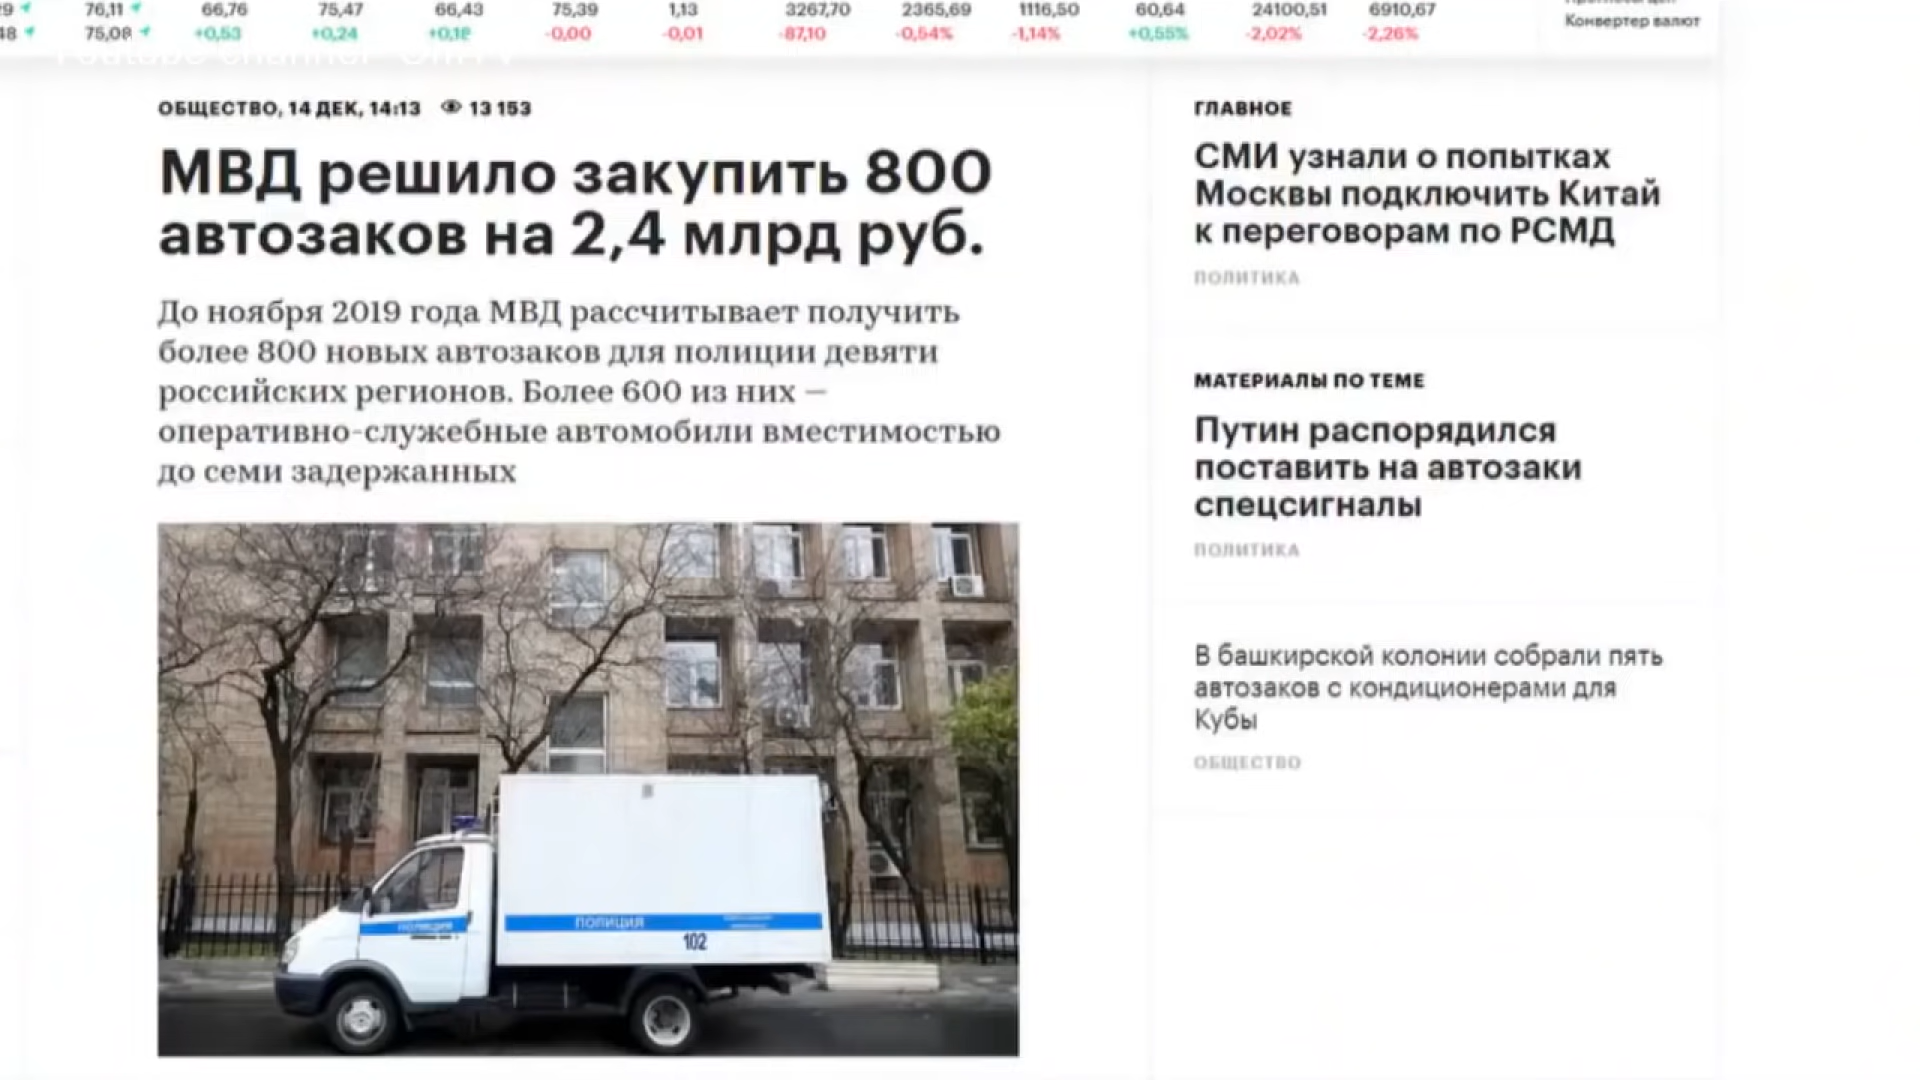 76,11 66,76 75,47 66,43 75,39 1,13 3267,70 2365,69 1116,50 60,64 24100,51 6910,67
75,08 +0,53 +0,24 +0,18 -0,00 -0,01 -87,10 -0,54% -1,14% +0,55% -2,02% -2,26%
Конвертер валют
ОБЩЕСТВО, 14 ДЕК, 14:13 13 153
МВД решило закупить 800
автозаков на 2,4 млрд руб.
До ноября 2019 года МВД рассчитывает получить
более 800 новых автозаков для полиции девяти
российских регионов. Более 600 из них —
оперативно-служебные автомобили вместимостью
до семи задержанных
ПОЛИЦИЯ
ПОЛИЦИЯ
102
ГЛАВНОЕ
СМИ узнали о попытках
Москвы подключить Китай
к переговорам по РСМД
ПОЛИТИКА
МАТЕРИАЛЫ ПО ТЕМЕ
Путин распорядился
поставить на автозаки
спецсигналы
ПОЛИТИКА
В башкирской колонии собрали пять
автозаков с кондиционерами для
Кубы
ОБЩЕСТВО